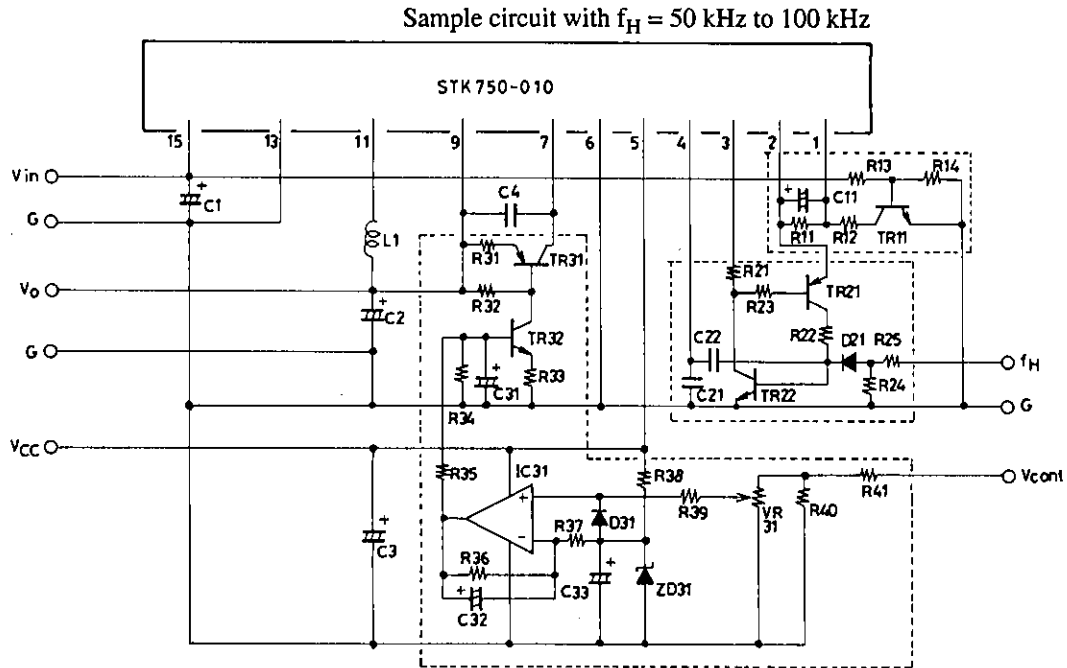 Sample circuit with fH = 50 kHz to 100 kHz
STK750-010
15 13 11 9 7 6 5 4 3 2 1
Vin
C1
G
L1
Vo
C2
G
C4
R31
TR31
R32
TR32
R33
R34
C31
R13
R14
C11
R11
R12
TR11
R21
R23
TR21
R22
D21
R25
fH
C22
C21
TR22
R24
G
VCC
R35
IC31
R38
R41
Vcont
+
-
D31
R39
VR
31
R40
R37
R36
C3
C32
C33
ZD31